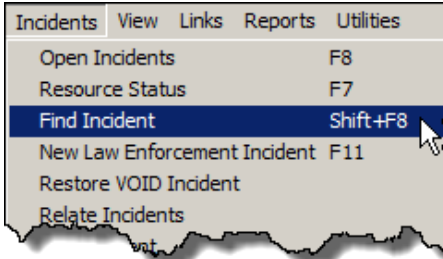 Incidents View Links Reports Utilities
Open Incidents F8
Resource Status F7
Find Incident Shift+F8
New Law Enforcement Incident F11
Restore VOID Incident
Relate Incidents